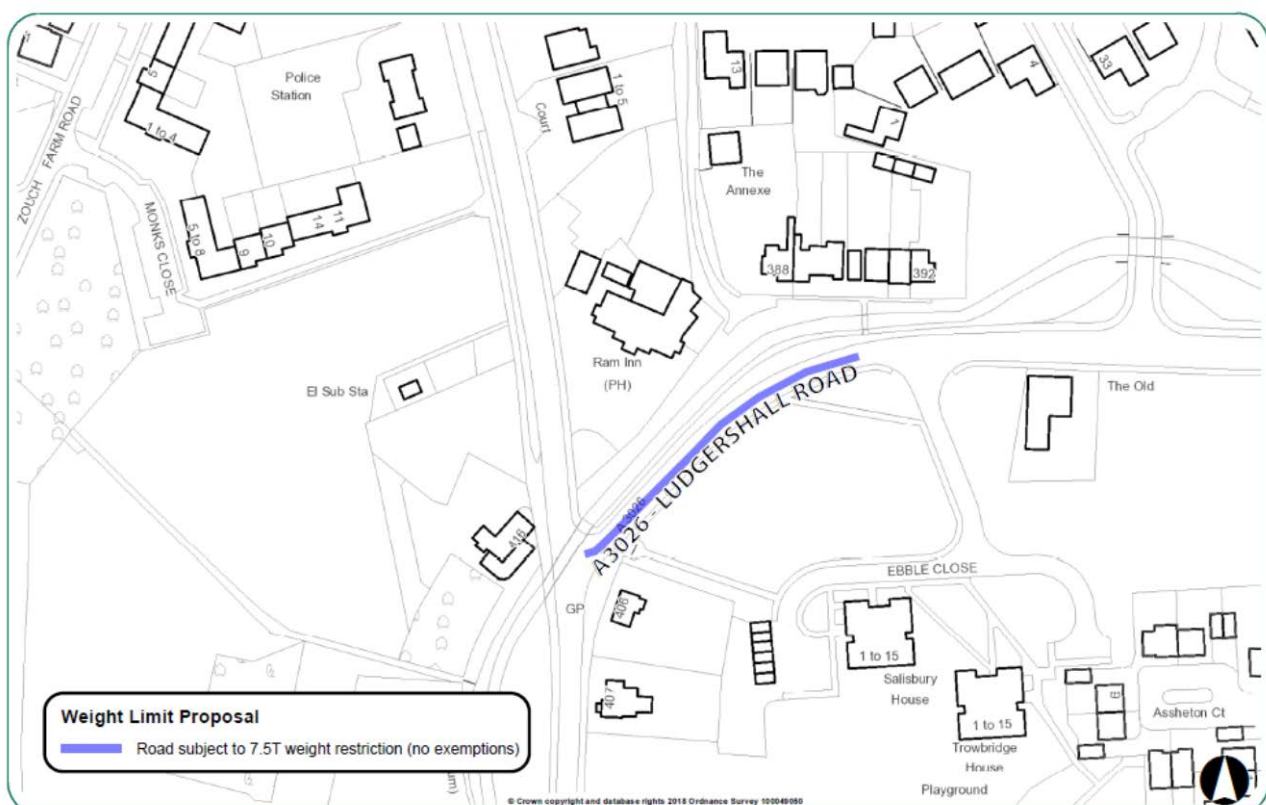 Police
Station
5
1 to 4
ZOUCH FARM ROAD
MONKS CLOSE
5 to 8
9
10
14
11
Court
1 to 5
13
The
Annexe
1
4
33
388
392
Ram Inn
(PH)
El Sub Sta
The Old
A3026
A3026 - LUDGERSHALL ROAD
416
GP
406
407
EBBLE CLOSE
1 to 15
Salisbury
House
1 to 15
Trowbridge
House
Playground
Assheton Ct
Weight Limit Proposal
Road subject to 7.5T weight restriction (no exemptions)
© Crown copyright and database rights 2018 Ordnance Survey 100049050